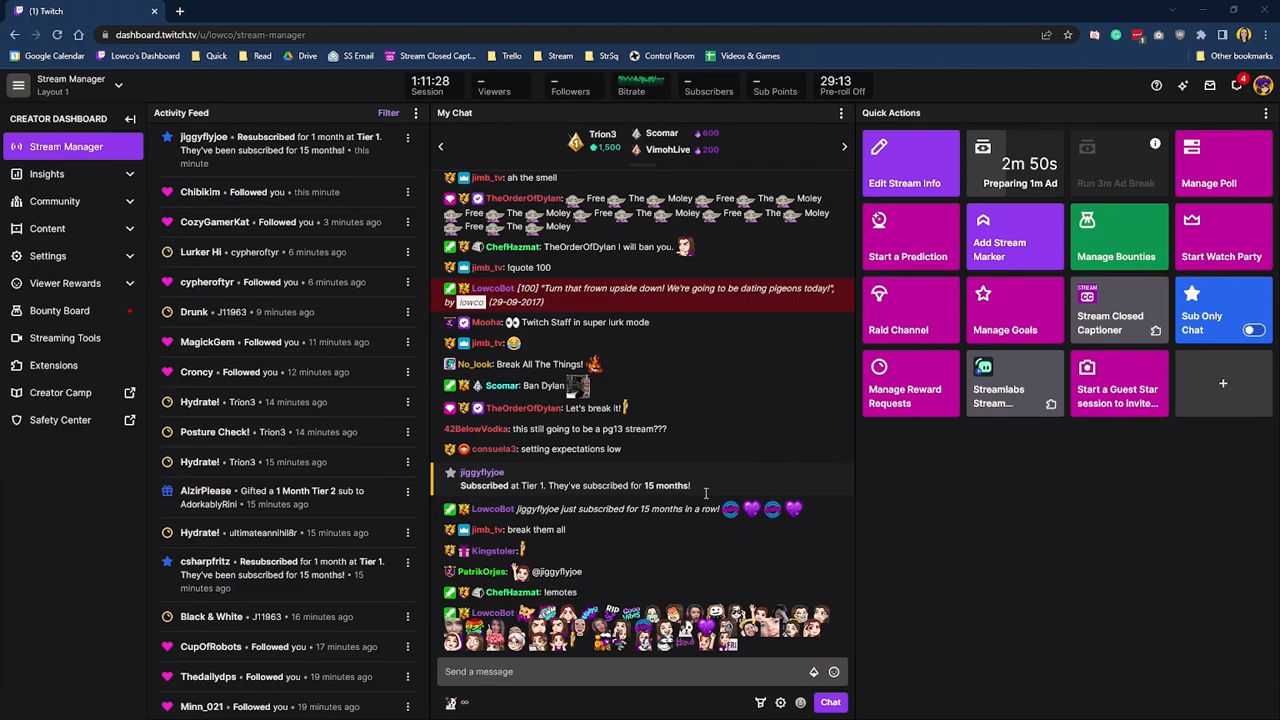 (1) Twitch
dashboard.twitch.tv/u/lowco/stream-manager
Google Calendar
Lowco's Dashboard
Quick
Read
Drive
SS Email
Stream Closed Capt...
Trello
Stream
StrSq
Control Room
Videos & Games
Other bookmarks
Stream Manager
Layout 1
1:11:28
Session
–
Viewers
–
Followers
Bitrate
–
Subscribers
–
Sub Points
29:13
Pre-roll Off
4
CREATOR DASHBOARD
Stream Manager
Insights
Community
Content
Settings
Viewer Rewards
Bounty Board
Streaming Tools
Extensions
Creator Camp
Safety Center
Activity Feed
Filter
jiggyflyjoe • Resubscribed for 1 month at Tier 1.
They've been subscribed for 15 months! • this
minute
Chibikim • Followed you • this minute
CozyGamerKat • Followed you • 3 minutes ago
Lurker Hi • cypheroftyr • 6 minutes ago
cypheroftyr • Followed you • 6 minutes ago
Drunk • J11963 • 9 minutes ago
MagickGem • Followed you • 11 minutes ago
Croncy • Followed you • 12 minutes ago
Hydrate! • Trion3 • 14 minutes ago
Posture Check! • Trion3 • 14 minutes ago
Hydrate! • Trion3 • 15 minutes ago
AlzirPlease • Gifted a 1 Month Tier 2 sub to
AdorkablyRini • 15 minutes ago
Hydrate! • ultimateannihil8r • 15 minutes ago
csharpfritz • Resubscribed for 1 month at Tier 1.
They've been subscribed for 15 months! • 15
minutes ago
Black & White • J11963 • 16 minutes ago
CupOfRobots • Followed you • 17 minutes ago
Thedailydps • Followed you • 19 minutes ago
Minn_021 • Followed you • 19 minutes ago
My Chat
1
Trion3
1,500
Scomar
600
VimohLive
200
jimb_tv: ah the smell
TheOrderOfDylan: Free The Moley Free The Moley
Free The Moley Free The Moley Free The Moley
Free The Moley
ChefHazmat: TheOrderOfDylan I will ban you.
jimb_tv: !quote 100
LowcoBot [100] "Turn that frown upside down! We're going to be dating pigeons today!",
by lowco (29-09-2017)
Mooha: 👀 Twitch Staff in super lurk mode
jimb_tv: 😂
No_look: Break All The Things!
Scomar: Ban Dylan
TheOrderOfDylan: Let's break it!
42BelowVodka: this still going to be a pg13 stream???
consuela3: setting expectations low
jiggyflyjoe
Subscribed at Tier 1. They've subscribed for 15 months!
LowcoBot jiggyflyjoe just subscribed for 15 months in a row!
jimb_tv: break them all
Kingstoler:
PatrikOrjes: @jiggyflyjoe
ChefHazmat: !emotes
LowcoBot
Send a message
∞
Chat
Quick Actions
Edit Stream Info
2m 50s
Preparing 1m Ad
Run 3m Ad Break
Manage Poll
Start a Prediction
Add Stream
Marker
Manage Bounties
Start Watch Party
Raid Channel
Manage Goals
Stream Closed
Captioner
Sub Only
Chat
Manage Reward
Requests
Streamlabs
Stream...
Start a Guest Star
session to invite...
+